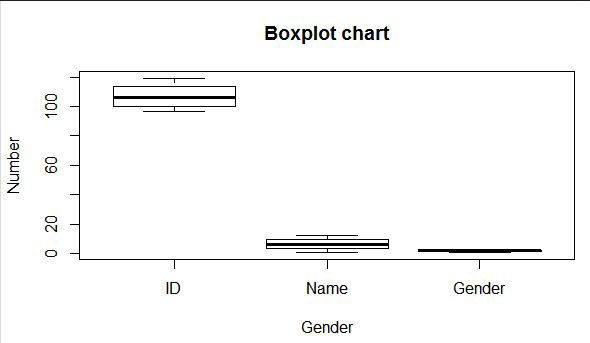 Boxplot chart
Number
100
60
20
0
ID Name Gender
Gender